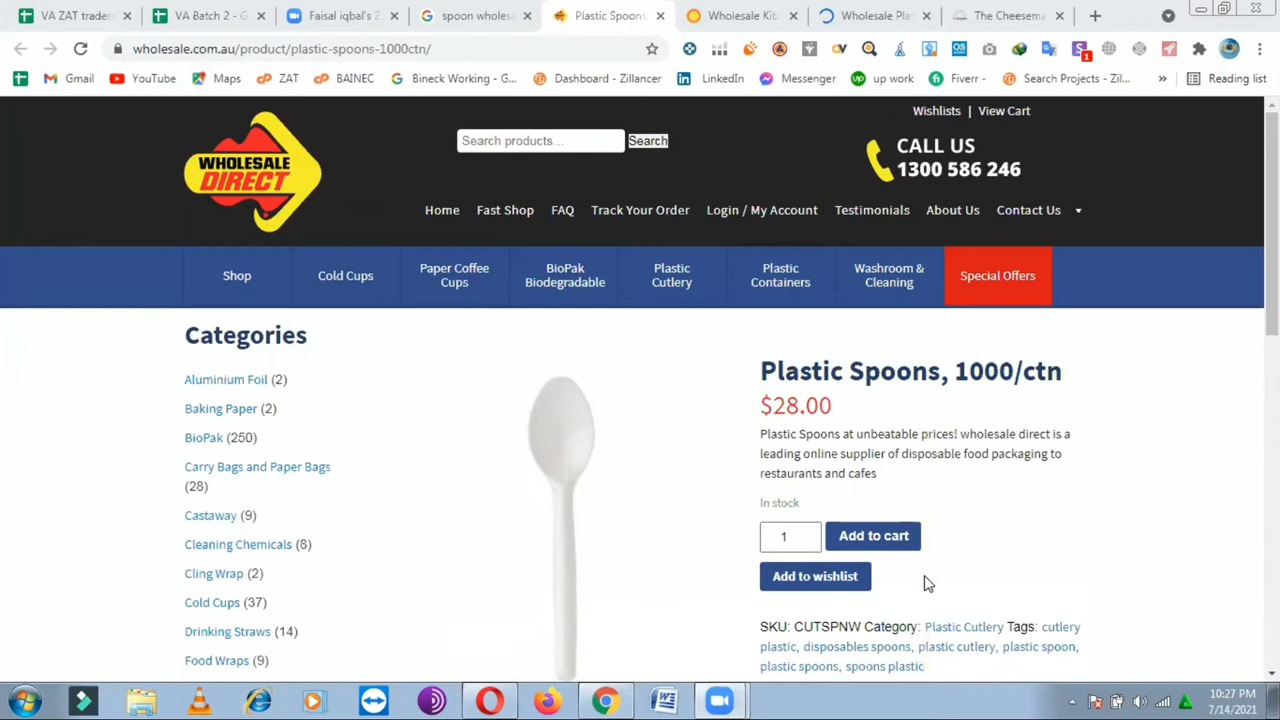 VA ZAT trader
VA Batch 2 - G
Faisal iqbal's Z
spoon wholes
Plastic Spoons
Wholesale Kit
Wholesale Pla
The Cheesema
wholesale.com.au/product/plastic-spoons-1000ctn/
Gmail
YouTube
Maps
ZAT
BAINEC
Bineck Working - G...
Dashboard - Zillancer
LinkedIn
Messenger
up work
Fiverr -
Search Projects - Zil...
Reading list
WHOLESALE
DIRECT
Search products...
Search
Wishlists | View Cart
CALL US
1300 586 246
Home
Fast Shop
FAQ
Track Your Order
Login / My Account
Testimonials
About Us
Contact Us
Shop
Cold Cups
Paper Coffee
Cups
BioPak
Biodegradable
Plastic
Cutlery
Plastic
Containers
Washroom &
Cleaning
Special Offers
Categories
Aluminium Foil (2)
Baking Paper (2)
BioPak (250)
Carry Bags and Paper Bags
(28)
Castaway (9)
Cleaning Chemicals (8)
Cling Wrap (2)
Cold Cups (37)
Drinking Straws (14)
Food Wraps (9)
Plastic Spoons, 1000/ctn
$28.00
Plastic Spoons at unbeatable prices! wholesale direct is a
leading online supplier of disposable food packaging to
restaurants and cafes
In stock
1
Add to cart
Add to wishlist
SKU: CUTSPNW Category: Plastic Cutlery Tags: cutlery
plastic, disposables spoons, plastic cutlery, plastic spoon,
plastic spoons, spoons plastic
10:27 PM
7/14/2021